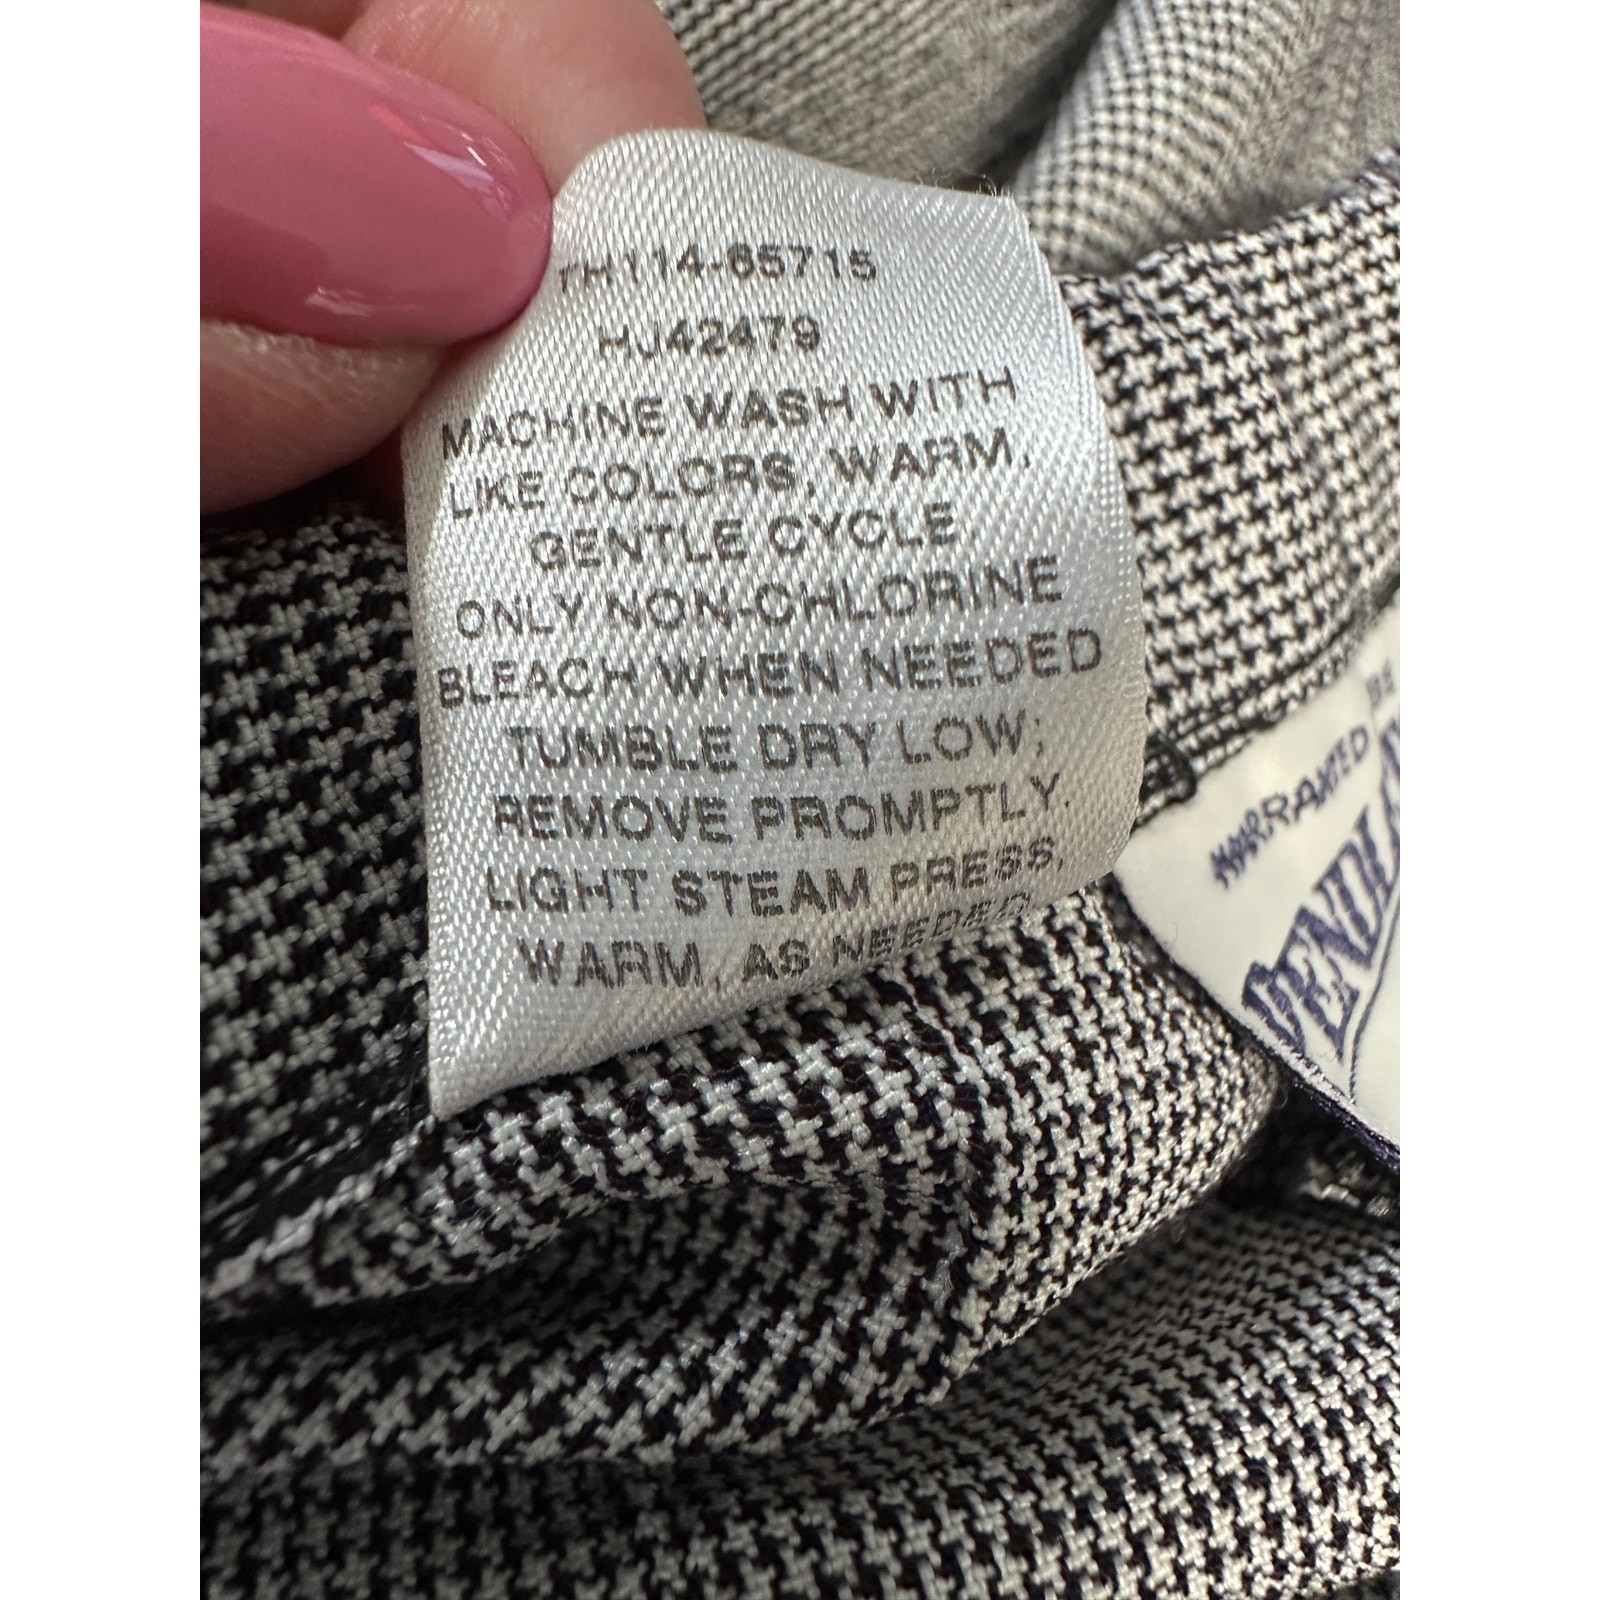 TH114-65715
HJ42479
MACHINE WASH WITH
LIKE COLORS, WARM,
GENTLE CYCLE
ONLY NON-CHLORINE
BLEACH WHEN NEEDED
TUMBLE DRY LOW;
REMOVE PROMPTLY.
LIGHT STEAM PRESS,
WARM, AS NEEDED
WARRANTED